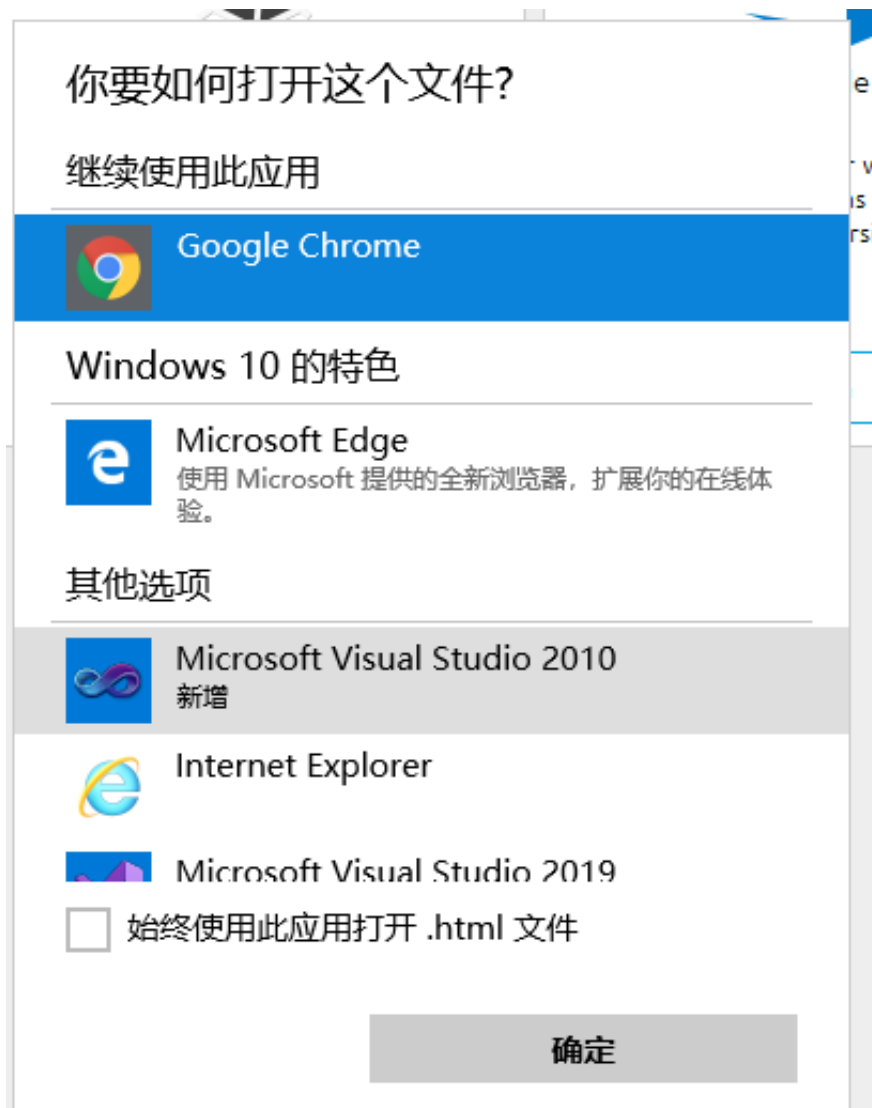 你要如何打开这个文件?
继续使用此应用
Google Chrome
Windows 10 的特色
Microsoft Edge
使用 Microsoft 提供的全新浏览器，扩展你的在线体
验。
其他选项
Microsoft Visual Studio 2010
新增
Internet Explorer
Microsoft Visual Studio 2019
始终使用此应用打开 .html 文件
确定